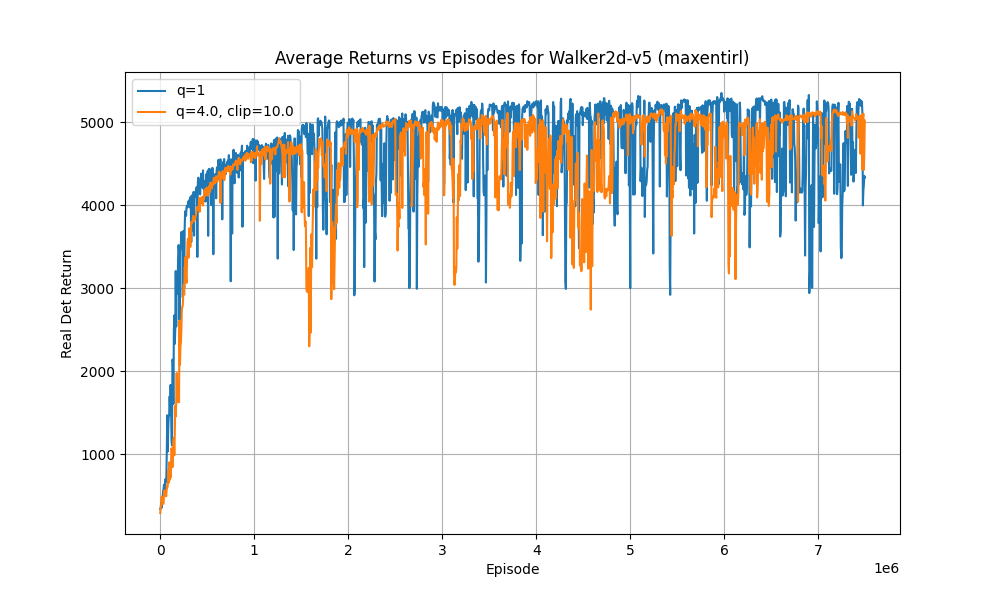 Average Returns vs Episodes for Walker2d-v5 (maxentirl)
q=1
q=4.0, clip=10.0
5000
4000
3000
2000
1000
Real Det Return
0 1 2 3 4 5 6 7
1e6
Episode